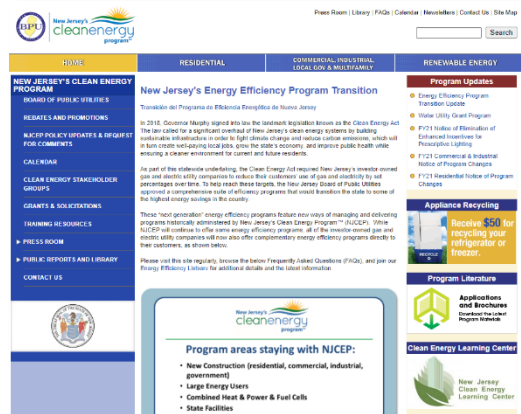 Press Room | Library | FAQs | Calendar | Newsletters | Contact Us | Site Map
BPU
New Jersey's
cleanenergy
program™
Search
HOME
RESIDENTIAL
COMMERCIAL, INDUSTRIAL,
LOCAL GOV & MULTIFAMILY
RENEWABLE ENERGY
NEW JERSEY'S CLEAN ENERGY
PROGRAM
BOARD OF PUBLIC UTILITIES
REBATES AND PROMOTIONS
NJCEP POLICY UPDATES & REQUEST
FOR COMMENTS
CALENDAR
CLEAN ENERGY STAKEHOLDER
GROUPS
GRANTS & SOLICITATIONS
TRAINING RESOURCES
PRESS ROOM
PUBLIC REPORTS AND LIBRARY
CONTACT US
New Jersey's Energy Efficiency Program Transition
Transición del Programa de Eficiencia Energética de Nueva Jersey
In 2018, Governor Murphy signed into law the landmark legislation known as the Clean Energy Act.
The law called for a significant overhaul of New Jersey's clean energy systems by building
sustainable infrastructure in order to fight climate change and reduce carbon emissions, which will
in turn create well-paying local jobs, grow the state's economy, and improve public health while
ensuring a cleaner environment for current and future residents.
As part of this statewide undertaking, the Clean Energy Act required New Jersey's investor-owned
gas and electric utility companies to reduce their customers' use of gas and electricity by set
percentages over time. To help reach these targets, the New Jersey Board of Public Utilities
approved a comprehensive suite of efficiency programs that would transition the state to some of
the highest energy savings in the country.
These "next generation" energy efficiency programs feature new ways of managing and delivering
programs historically administered by New Jersey's Clean Energy Program™ (NJCEP). While
NJCEP will continue to offer some energy efficiency programs, all of the investor-owned gas and
electric utility companies will now also offer complementary energy efficiency programs directly to
their customers, as shown below.
Please visit this site regularly, browse the below Frequently Asked Questions (FAQs), and join our
Energy Efficiency Listserv for additional details and the latest information.
New Jersey's
cleanenergy
program™
Program areas staying with NJCEP:
• New Construction (residential, commercial, industrial,
government)
• Large Energy Users
• Combined Heat & Power & Fuel Cells
• State Facilities
Program Updates
Energy Efficiency Program
Transition Update
Water Utility Grant Program
FY21 Notice of Elimination of
Enhanced Incentives for
Prescriptive Lighting
FY21 Commercial & Industrial
Notice of Program Changes
FY21 Residential Notice of Program
Changes
Appliance Recycling
Receive $50 for
recycling your
refrigerator or
freezer.
RECYCLE
Program Literature
Applications
and Brochures
Download the Latest
Program Materials
Clean Energy Learning Center
New Jersey
Clean Energy
Learning Center